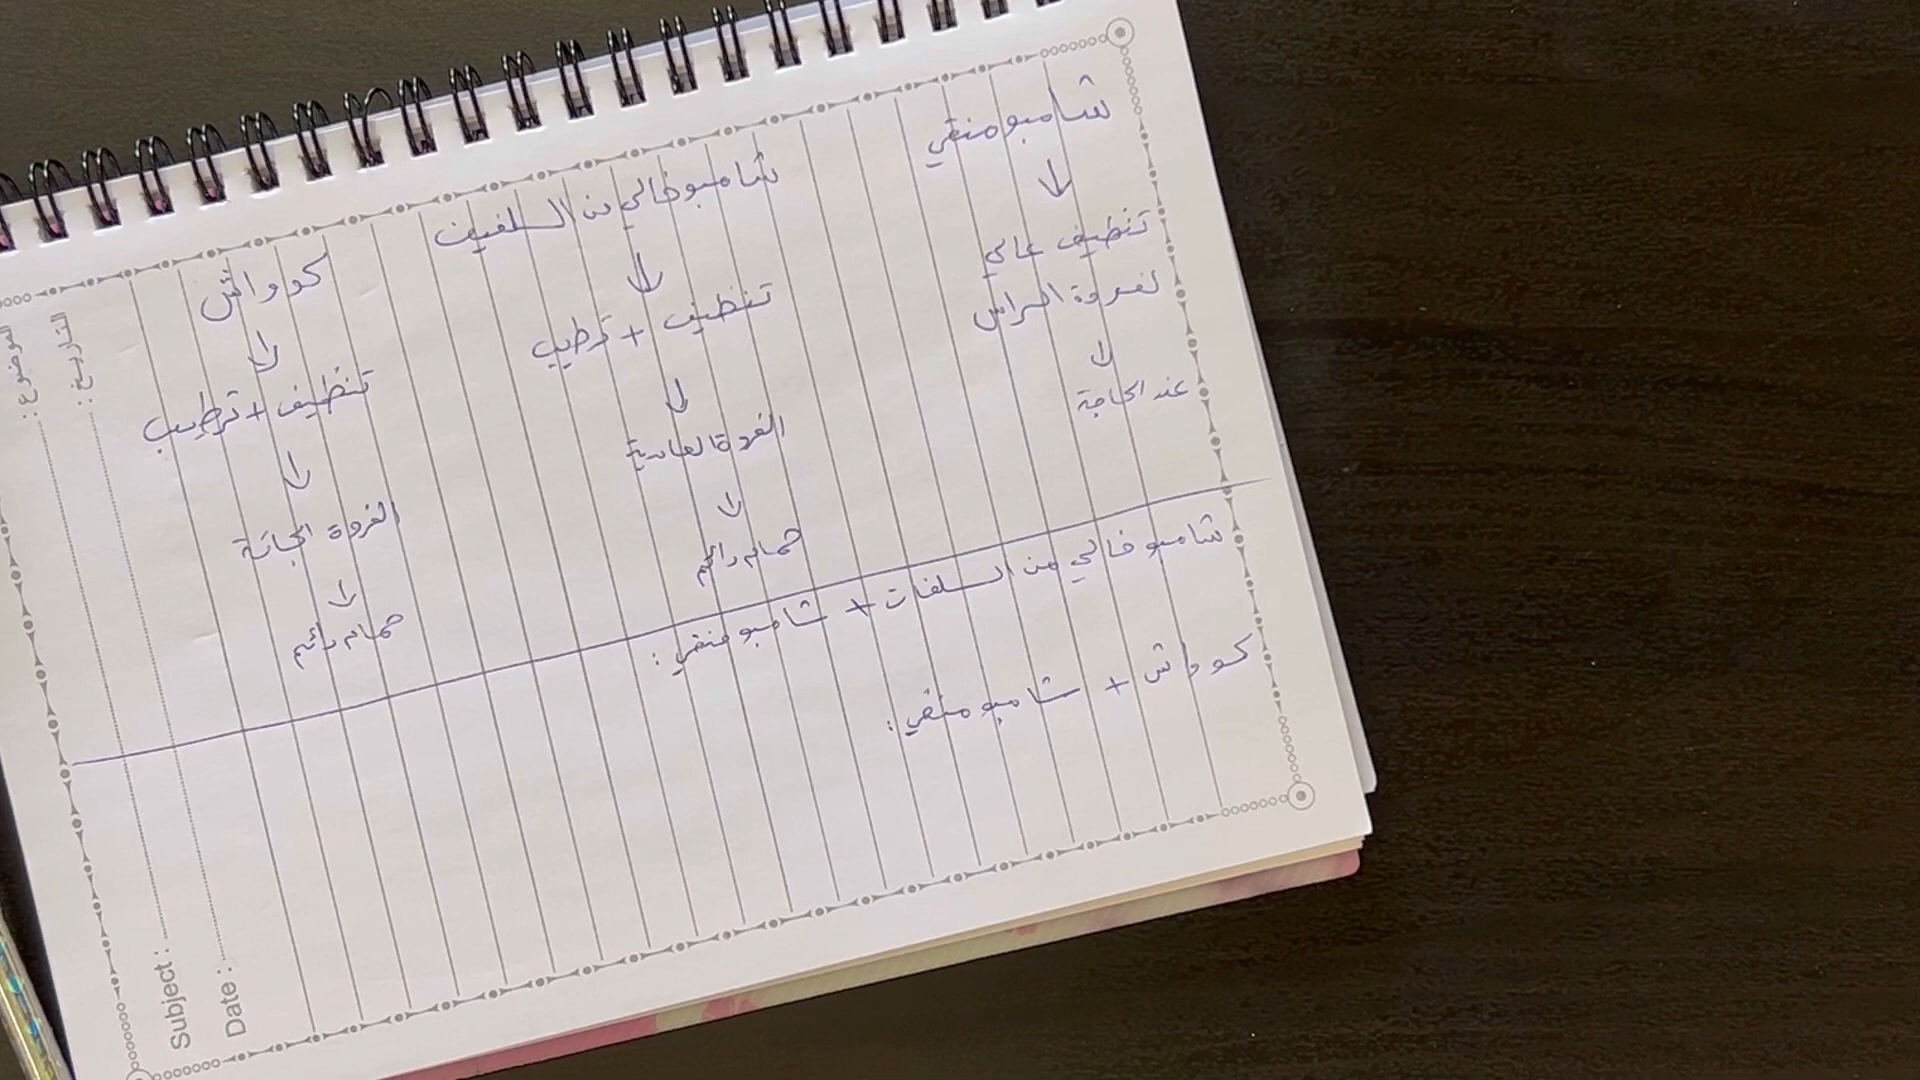 شامبو منقي
↓
تنظيف عالي
لفروة الراس
↓
عند الحاجة
شامبو خالي من السلفيت
↓
تنظيف + ترطيب
↓
الفروة العادية
↓
حمام دائم
كو واش
↓
تنظيف + ترطيب
↓
الفروة الجافة
↓
حمام دائم
شامبو خالي من السلفات + شامبو منقي :
كو واش + شامبو منقي :
الموضوع :
التاريخ :
Subject :
Date :